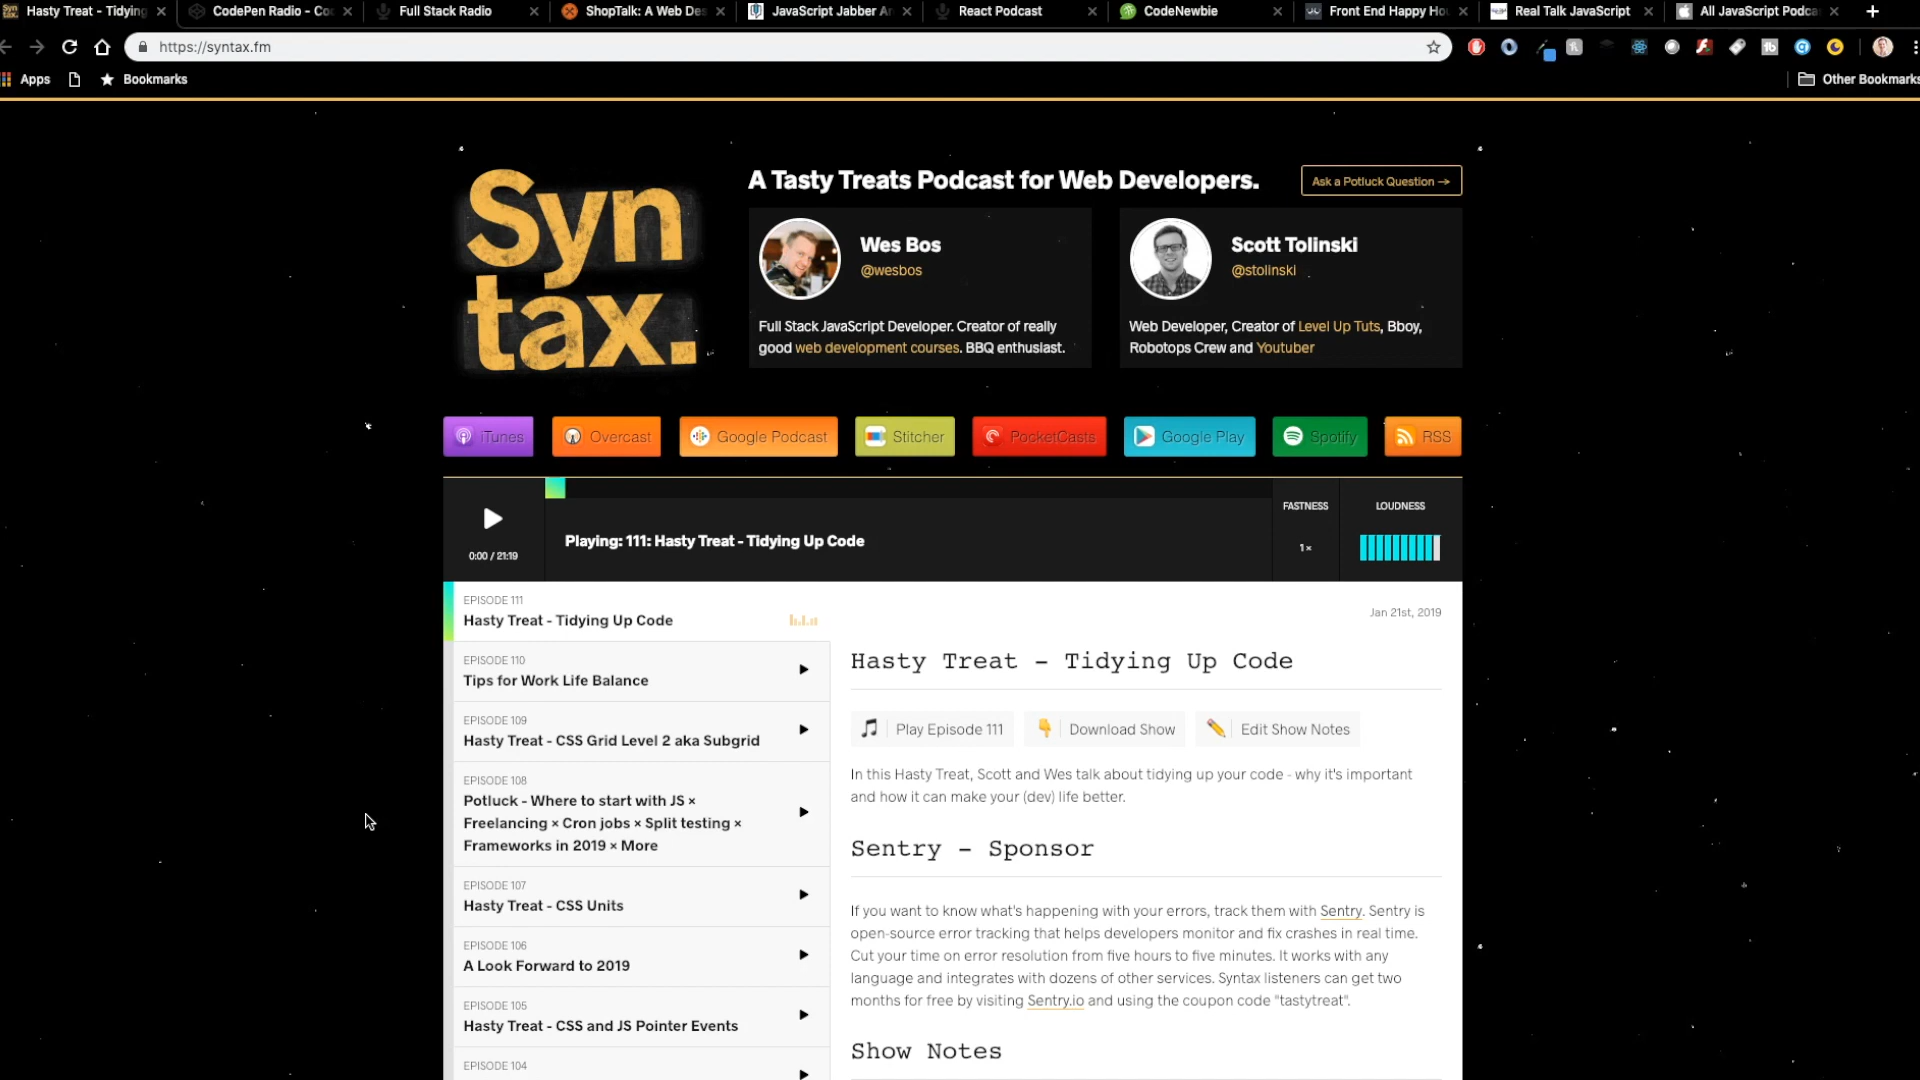 Hasty Treat - Tidying
CodePen Radio - Co
Full Stack Radio
ShopTalk: A Web De
JavaScript Jabber Ar
React Podcast
CodeNewbie
Front End Happy Ho
Real Talk JavaScript
All JavaScript Podca
https://syntax.fm
Apps
Bookmarks
Other Bookmarks
Syn
tax.
A Tasty Treats Podcast for Web Developers.
Ask a Potluck Question →
Wes Bos
@wesbos
Full Stack JavaScript Developer. Creator of really
good web development courses. BBQ enthusiast.
Scott Tolinski
@stolinski
Web Developer, Creator of Level Up Tuts, Bboy,
Robotops Crew and Youtuber
iTunes
Overcast
Google Podcast
Stitcher
PocketCasts
Google Play
Spotify
RSS
0:00 / 21:19
Playing: 111: Hasty Treat - Tidying Up Code
FASTNESS
1×
LOUDNESS
EPISODE 111
Hasty Treat - Tidying Up Code
EPISODE 110
Tips for Work Life Balance
EPISODE 109
Hasty Treat - CSS Grid Level 2 aka Subgrid
EPISODE 108
Potluck - Where to start with JS ×
Freelancing × Cron jobs × Split testing ×
Frameworks in 2019 × More
EPISODE 107
Hasty Treat - CSS Units
EPISODE 106
A Look Forward to 2019
EPISODE 105
Hasty Treat - CSS and JS Pointer Events
EPISODE 104
Jan 21st, 2019
Hasty Treat - Tidying Up Code
Play Episode 111
Download Show
Edit Show Notes
In this Hasty Treat, Scott and Wes talk about tidying up your code - why it's important
and how it can make your (dev) life better.
Sentry - Sponsor
If you want to know what's happening with your errors, track them with Sentry. Sentry is
open-source error tracking that helps developers monitor and fix crashes in real time.
Cut your time on error resolution from five hours to five minutes. It works with any
language and integrates with dozens of other services. Syntax listeners can get two
months for free by visiting Sentry.io and using the coupon code "tastytreat".
Show Notes